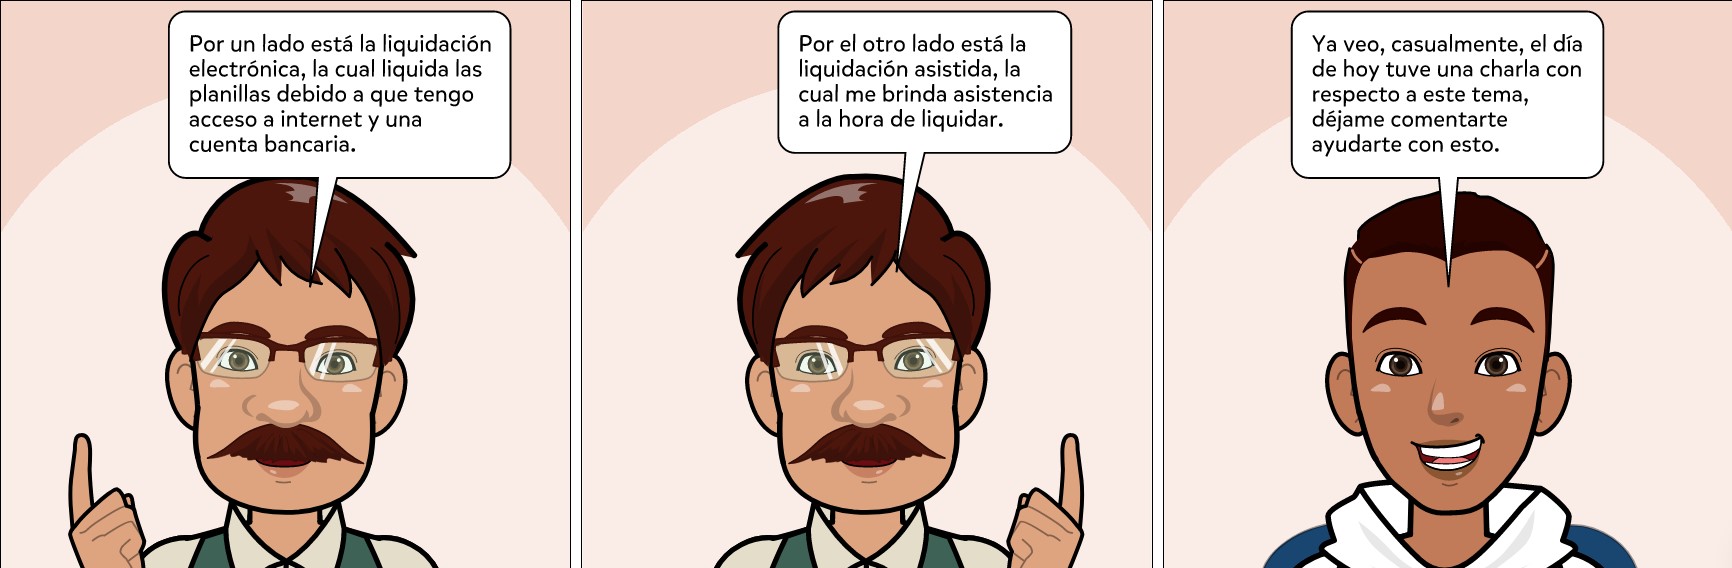 Por un lado está la liquidación
electrónica, la cual liquida las
planillas debido a que tengo
acceso a internet y una
cuenta bancaria.
Por el otro lado está la
liquidación asistida, la
cual me brinda asistencia
a la hora de liquidar.
Ya veo, casualmente, el día
de hoy tuve una charla con
respecto a este tema,
déjame comentarte
ayudarte con esto.